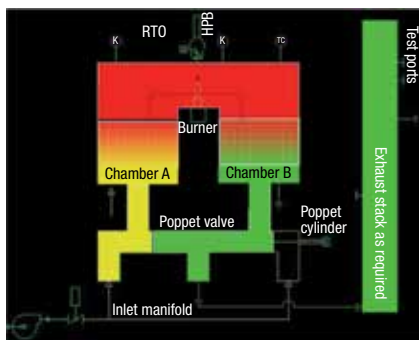 RTO
HPB
K
K
TC
Test ports
Burner
Chamber A
Chamber B
Exhaust stack as required
Poppet valve
Poppet
cylinder
Inlet manifold